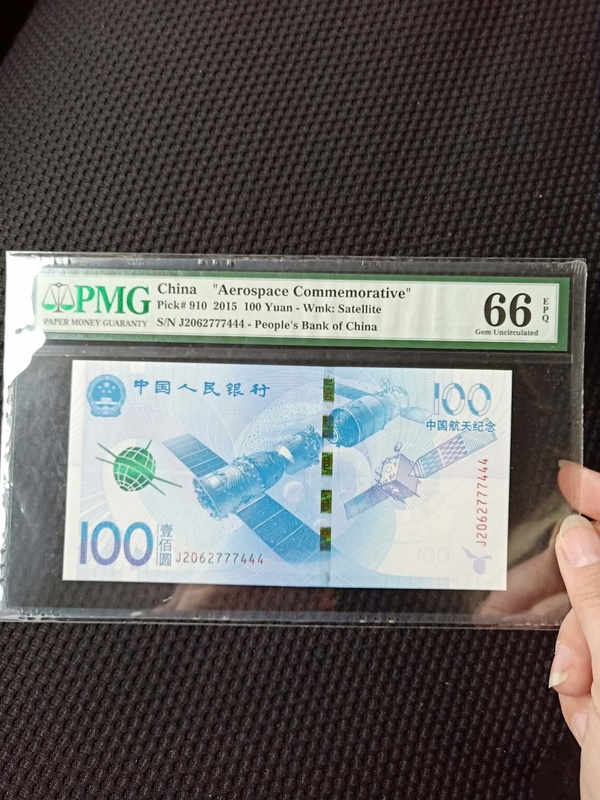 PMG
PAPER MONEY GUARANTY
China "Aerospace Commemorative"
Pick# 910 2015 100 Yuan - Wmk: Satellite
S/N J2062777444 - People's Bank of China
66
EPQ
Gem Uncirculated
中国人民银行
100
中国航天纪念
J2062777444
100
壹佰圆
J2062777444
100